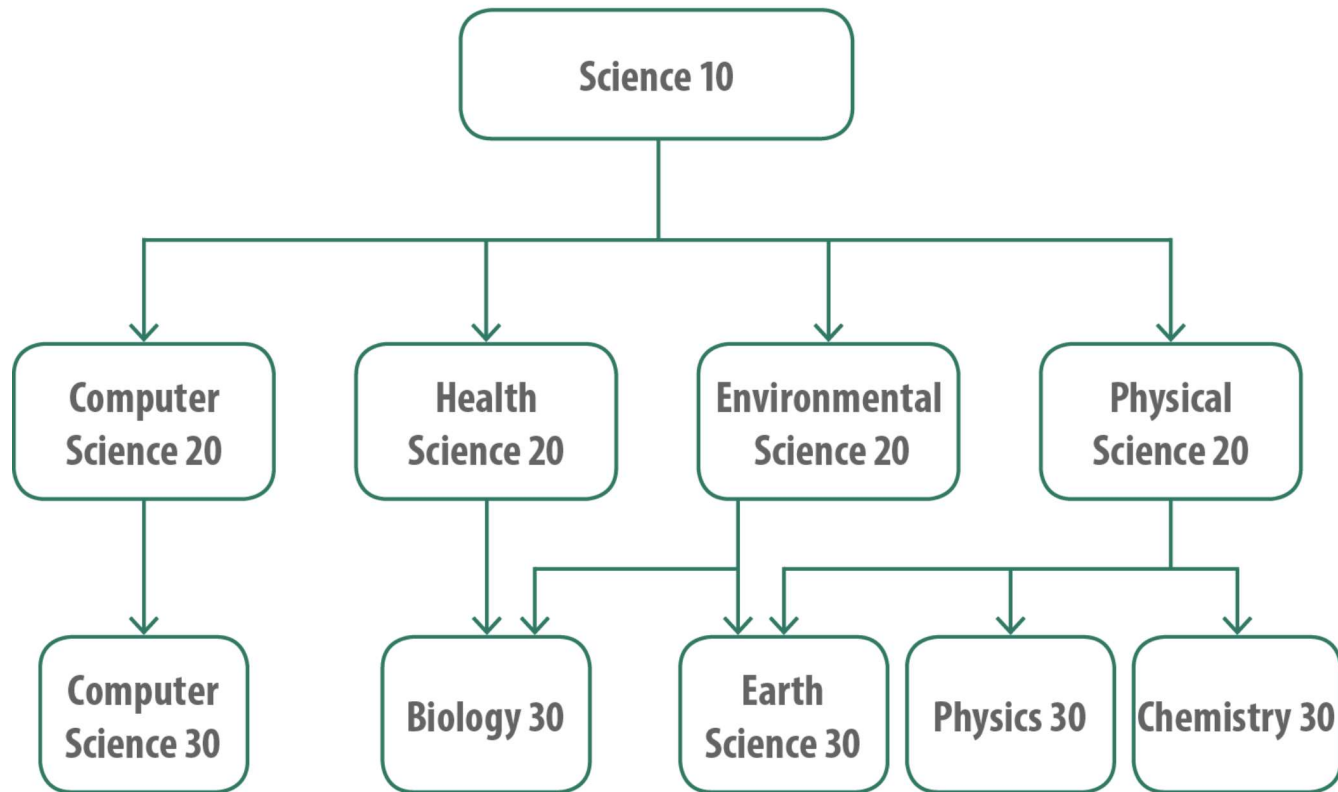 Science 10
Computer
Science 20
Health
Science 20
Environmental
Science 20
Physical
Science 20
Computer
Science 30
Biology 30
Earth
Science 30
Physics 30
Chemistry 30